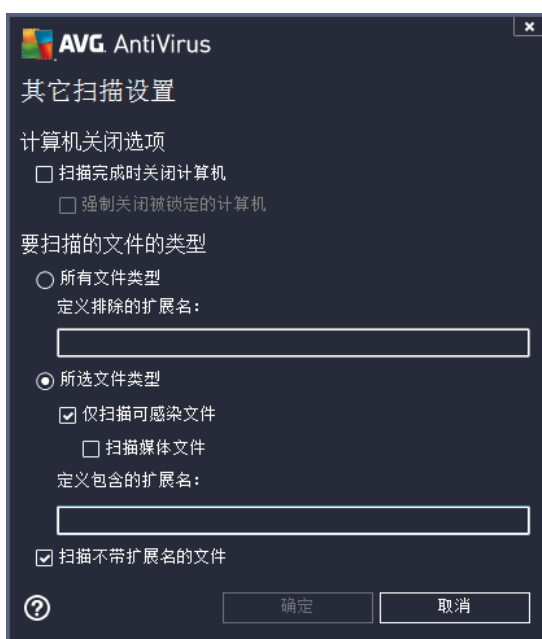 AVG. AntiVirus
其它扫描设置
计算机关闭选项
扫描完成时关闭计算机
强制关闭被锁定的计算机
要扫描的文件的类型
所有文件类型
定义排除的扩展名：
所选文件类型
仅扫描可感染文件
扫描媒体文件
定义包含的扩展名：
扫描不带扩展名的文件
确定 取消